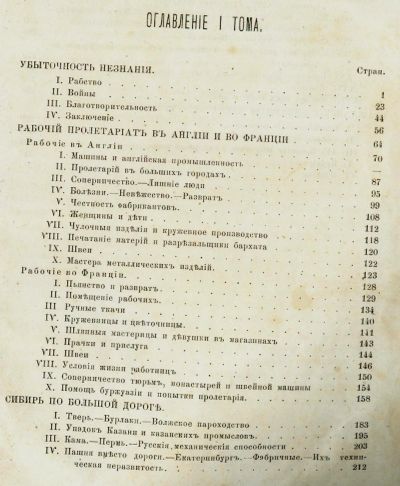 ОГЛАВЛЕНІЕ I ТОМА.
УБЫТОЧНОСТЬ НЕЗНАНІЯ. Стран.
I. Рабство 1
II. Войны 23
III. Благотворительность 44
IV. Заключеніе 56
РАБОЧІЙ ПРОЛЕТАРІАТЪ ВЪ АНГЛІИ И ВО ФРАНЦІИ 64
Рабочіе въ Англіи 70
I. Машины и англійская промышленность —
II. Пролетарій въ большихъ городахъ. 87
III. Соперничество.—Лишніе люди 95
IV. Болѣзни.—Невѣжество.—Развратъ 99
V. Честность фабрикантовъ. 108
VI. Женщины и дѣти 112
VII. Чулочныя издѣлія и кружевное производство 118
VIII. Печатаніе матерій и разрѣзальщики бархата 120
IX. Швеи 122
X. Мастера металлическихъ издѣлій. 123
Рабочіе во Франціи. 128
I. Пьянство и развратъ. 129
II. Помѣщеніе рабочихъ. 134
III Ручные ткачи 140
IV. Кружевницы и цвѣточницы. 141
V. Шляпныя мастерицы и дѣвушки въ магазинахъ 143
VI. Прачки и прислуга 144
VII. Швеи 146
VIII. Условія жизни работницъ 150
IX. Соперничество тюрьмъ, монастырей и швейной машины 154
X. Помощь буржуазіи и попытки пролетарія. 158
СИБИРЬ ПО БОЛЬШОЙ ДОРОГѢ.
I. Тверь.—Бурлаки.—Волжское пароходство 183
II. Упадокъ Казани и казанскихъ промысловъ. 195
III. Кама.—Пермь.—Русскія механическія способности 203
IV. Пашня вмѣсто дороги.—Екатеринбургъ.—Фабричные.—Ихъ техни-
ческая неразвитость. 212